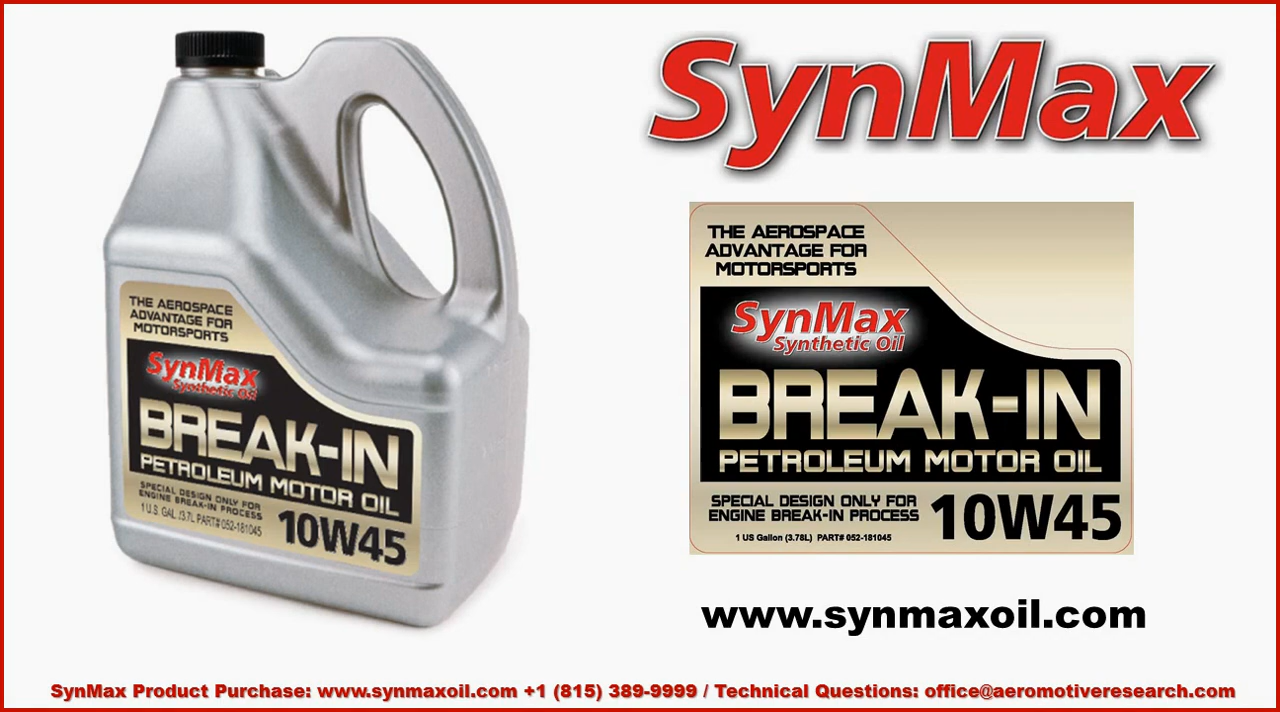 SynMax
THE AEROSPACE
ADVANTAGE FOR
MOTORSPORTS
SynMax
Synthetic Oil
BREAK-IN
PETROLEUM MOTOR OIL
SPECIAL DESIGN ONLY FOR
ENGINE BREAK-IN PROCESS
1 U.S. GAL./3.7L PART# 052-181045
10W45
THE AEROSPACE
ADVANTAGE FOR
MOTORSPORTS
SynMax
Synthetic Oil
BREAK-IN
PETROLEUM MOTOR OIL
SPECIAL DESIGN ONLY FOR
ENGINE BREAK-IN PROCESS
10W45
1 US Gallon (3.78L) PART# 052-181045
www.synmaxoil.com
SynMax Product Purchase: www.synmaxoil.com +1 (815) 389-9999 / Technical Questions: office@aeromotiveresearch.com